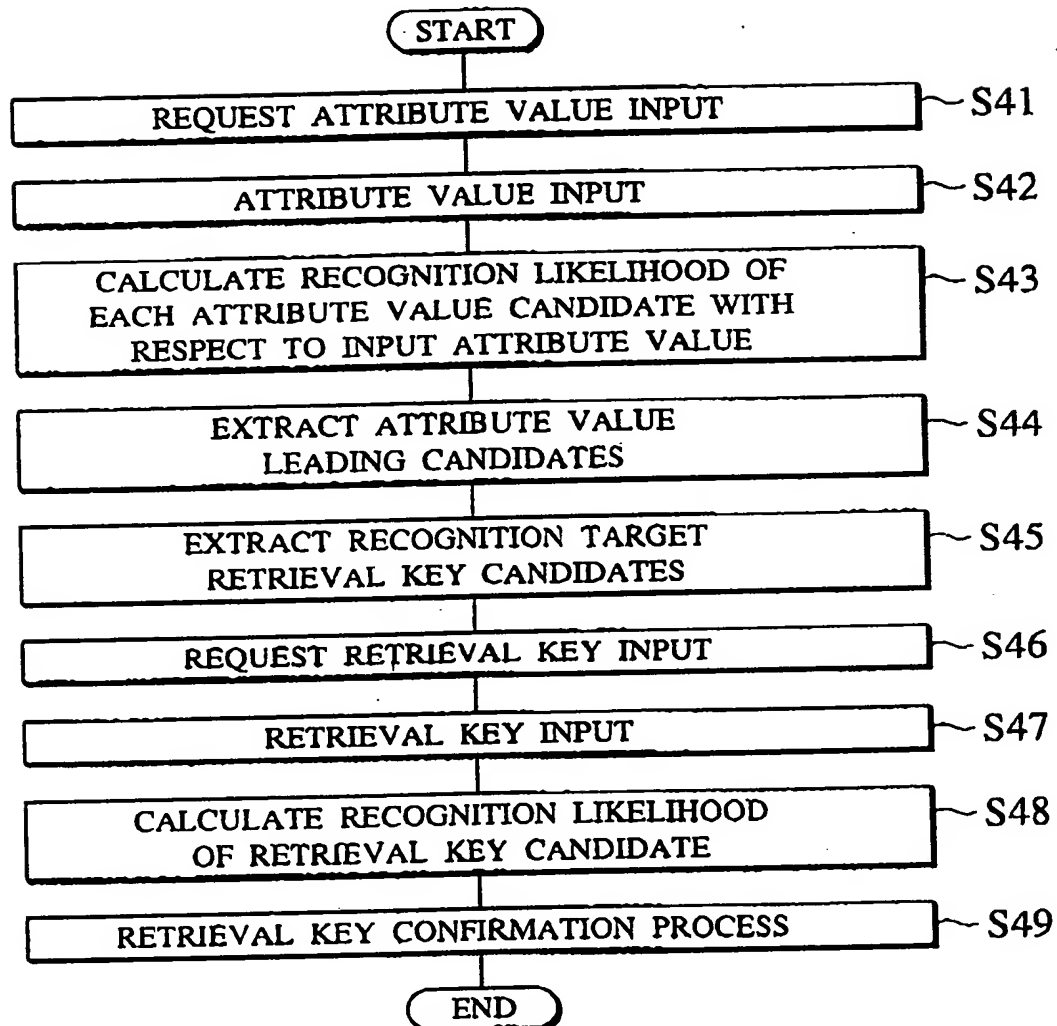 START
REQUEST ATTRIBUTE VALUE INPUT
S41
ATTRIBUTE VALUE INPUT
S42
CALCULATE RECOGNITION LIKELIHOOD OF
EACH ATTRIBUTE VALUE CANDIDATE WITH
RESPECT TO INPUT ATTRIBUTE VALUE
S43
EXTRACT ATTRIBUTE VALUE
LEADING CANDIDATES
S44
EXTRACT RECOGNITION TARGET
RETRIEVAL KEY CANDIDATES
S45
REQUEST RETRIEVAL KEY INPUT
S46
RETRIEVAL KEY INPUT
S47
CALCULATE RECOGNITION LIKELIHOOD
OF RETRIEVAL KEY CANDIDATE
S48
RETRIEVAL KEY CONFIRMATION PROCESS
S49
END